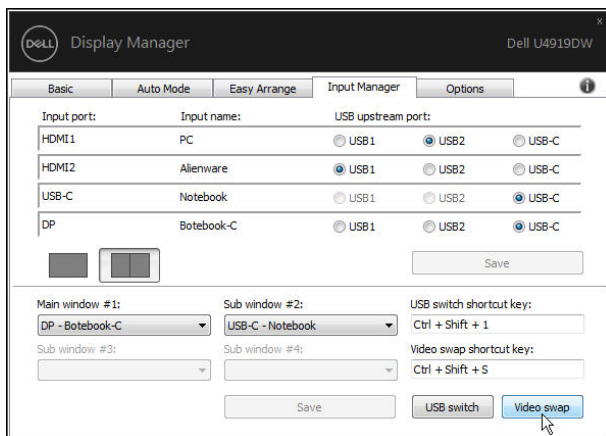 DELL Display Manager Dell U4919DW
x
Basic Auto Mode Easy Arrange Input Manager Options i
Input port: Input name: USB upstream port:
HDMI1 PC USB1 USB2 USB-C
HDMI2 Alienware USB1 USB2 USB-C
USB-C Notebook USB1 USB2 USB-C
DP Botebook-C USB1 USB2 USB-C
Save
Main window #1: Sub window #2: USB switch shortcut key:
DP - Botebook-C USB-C - Notebook Ctrl + Shift + 1
Sub window #3: Sub window #4: Video swap shortcut key:
Ctrl + Shift + S
Save USB switch Video swap